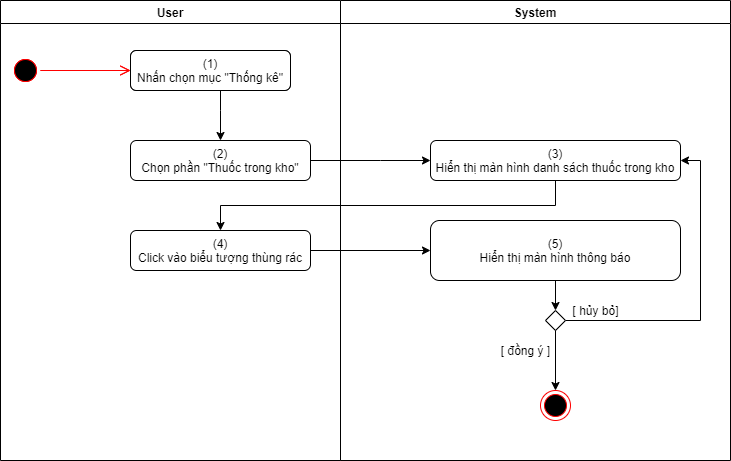 User
System
(1)
Nhấn chọn mục "Thống kê"
(2)
Chọn phần "Thuốc trong kho"
(3)
Hiển thị màn hình danh sách thuốc trong kho
(4)
Click vào biểu tượng thùng rác
(5)
Hiển thị màn hình thông báo
[ hủy bỏ]
[ đồng ý ]